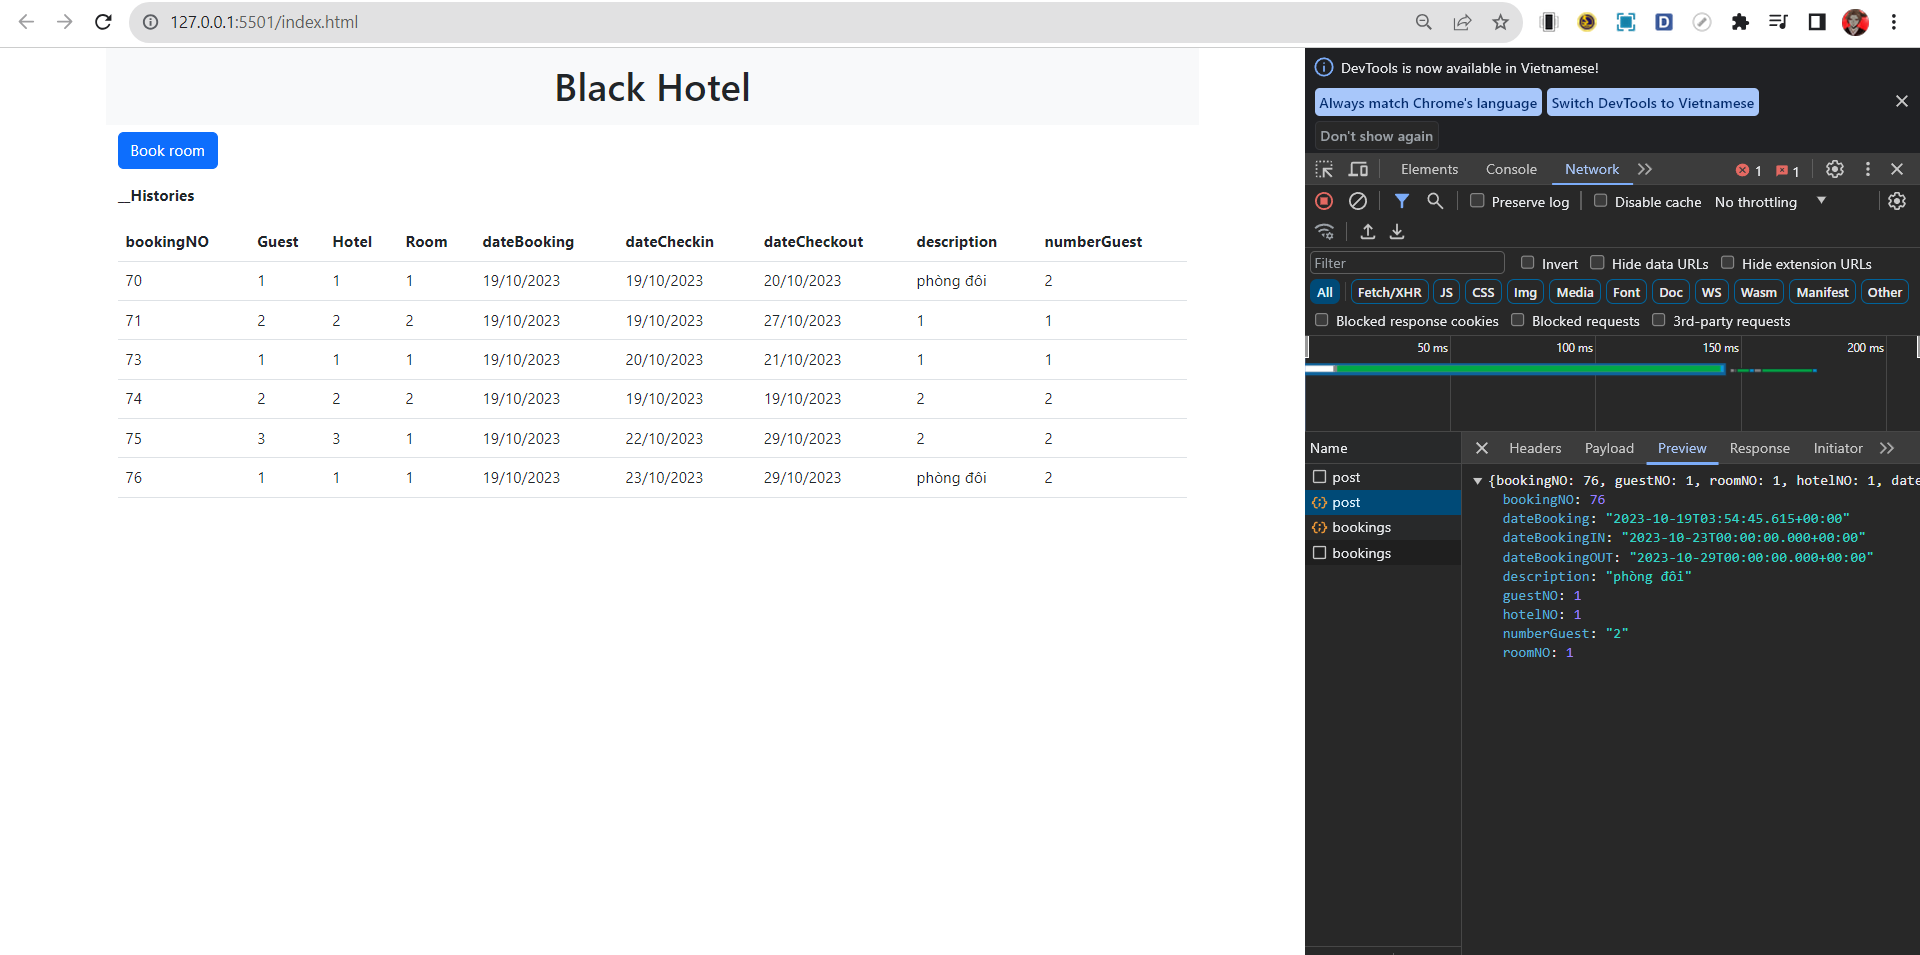 127.0.0.1:5501/index.html
Black Hotel
Book room
__Histories
bookingNO Guest Hotel Room dateBooking dateCheckin dateCheckout description numberGuest
70 1 1 1 19/10/2023 19/10/2023 20/10/2023 phòng đôi 2
71 2 2 2 19/10/2023 19/10/2023 27/10/2023 1 1
73 1 1 1 19/10/2023 20/10/2023 21/10/2023 1 1
74 2 2 2 19/10/2023 19/10/2023 19/10/2023 2 2
75 3 3 1 19/10/2023 22/10/2023 29/10/2023 2 2
76 1 1 1 19/10/2023 23/10/2023 29/10/2023 phòng đôi 2
DevTools is now available in Vietnamese!
Always match Chrome's language Switch DevTools to Vietnamese
Don't show again
Elements Console Network 1 1
Preserve log Disable cache No throttling
Filter Invert Hide data URLs Hide extension URLs
All Fetch/XHR JS CSS Img Media Font Doc WS Wasm Manifest Other
Blocked response cookies Blocked requests 3rd-party requests
50 ms 100 ms 150 ms 200 ms
Name
post
post
bookings
bookings
Headers Payload Preview Response Initiator
{bookingNO: 76, guestNO: 1, roomNO: 1, hotelNO: 1, date
bookingNO: 76
dateBooking: "2023-10-19T03:54:45.615+00:00"
dateBookingIN: "2023-10-23T00:00:00.000+00:00"
dateBookingOUT: "2023-10-29T00:00:00.000+00:00"
description: "phòng đôi"
guestNO: 1
hotelNO: 1
numberGuest: "2"
roomNO: 1